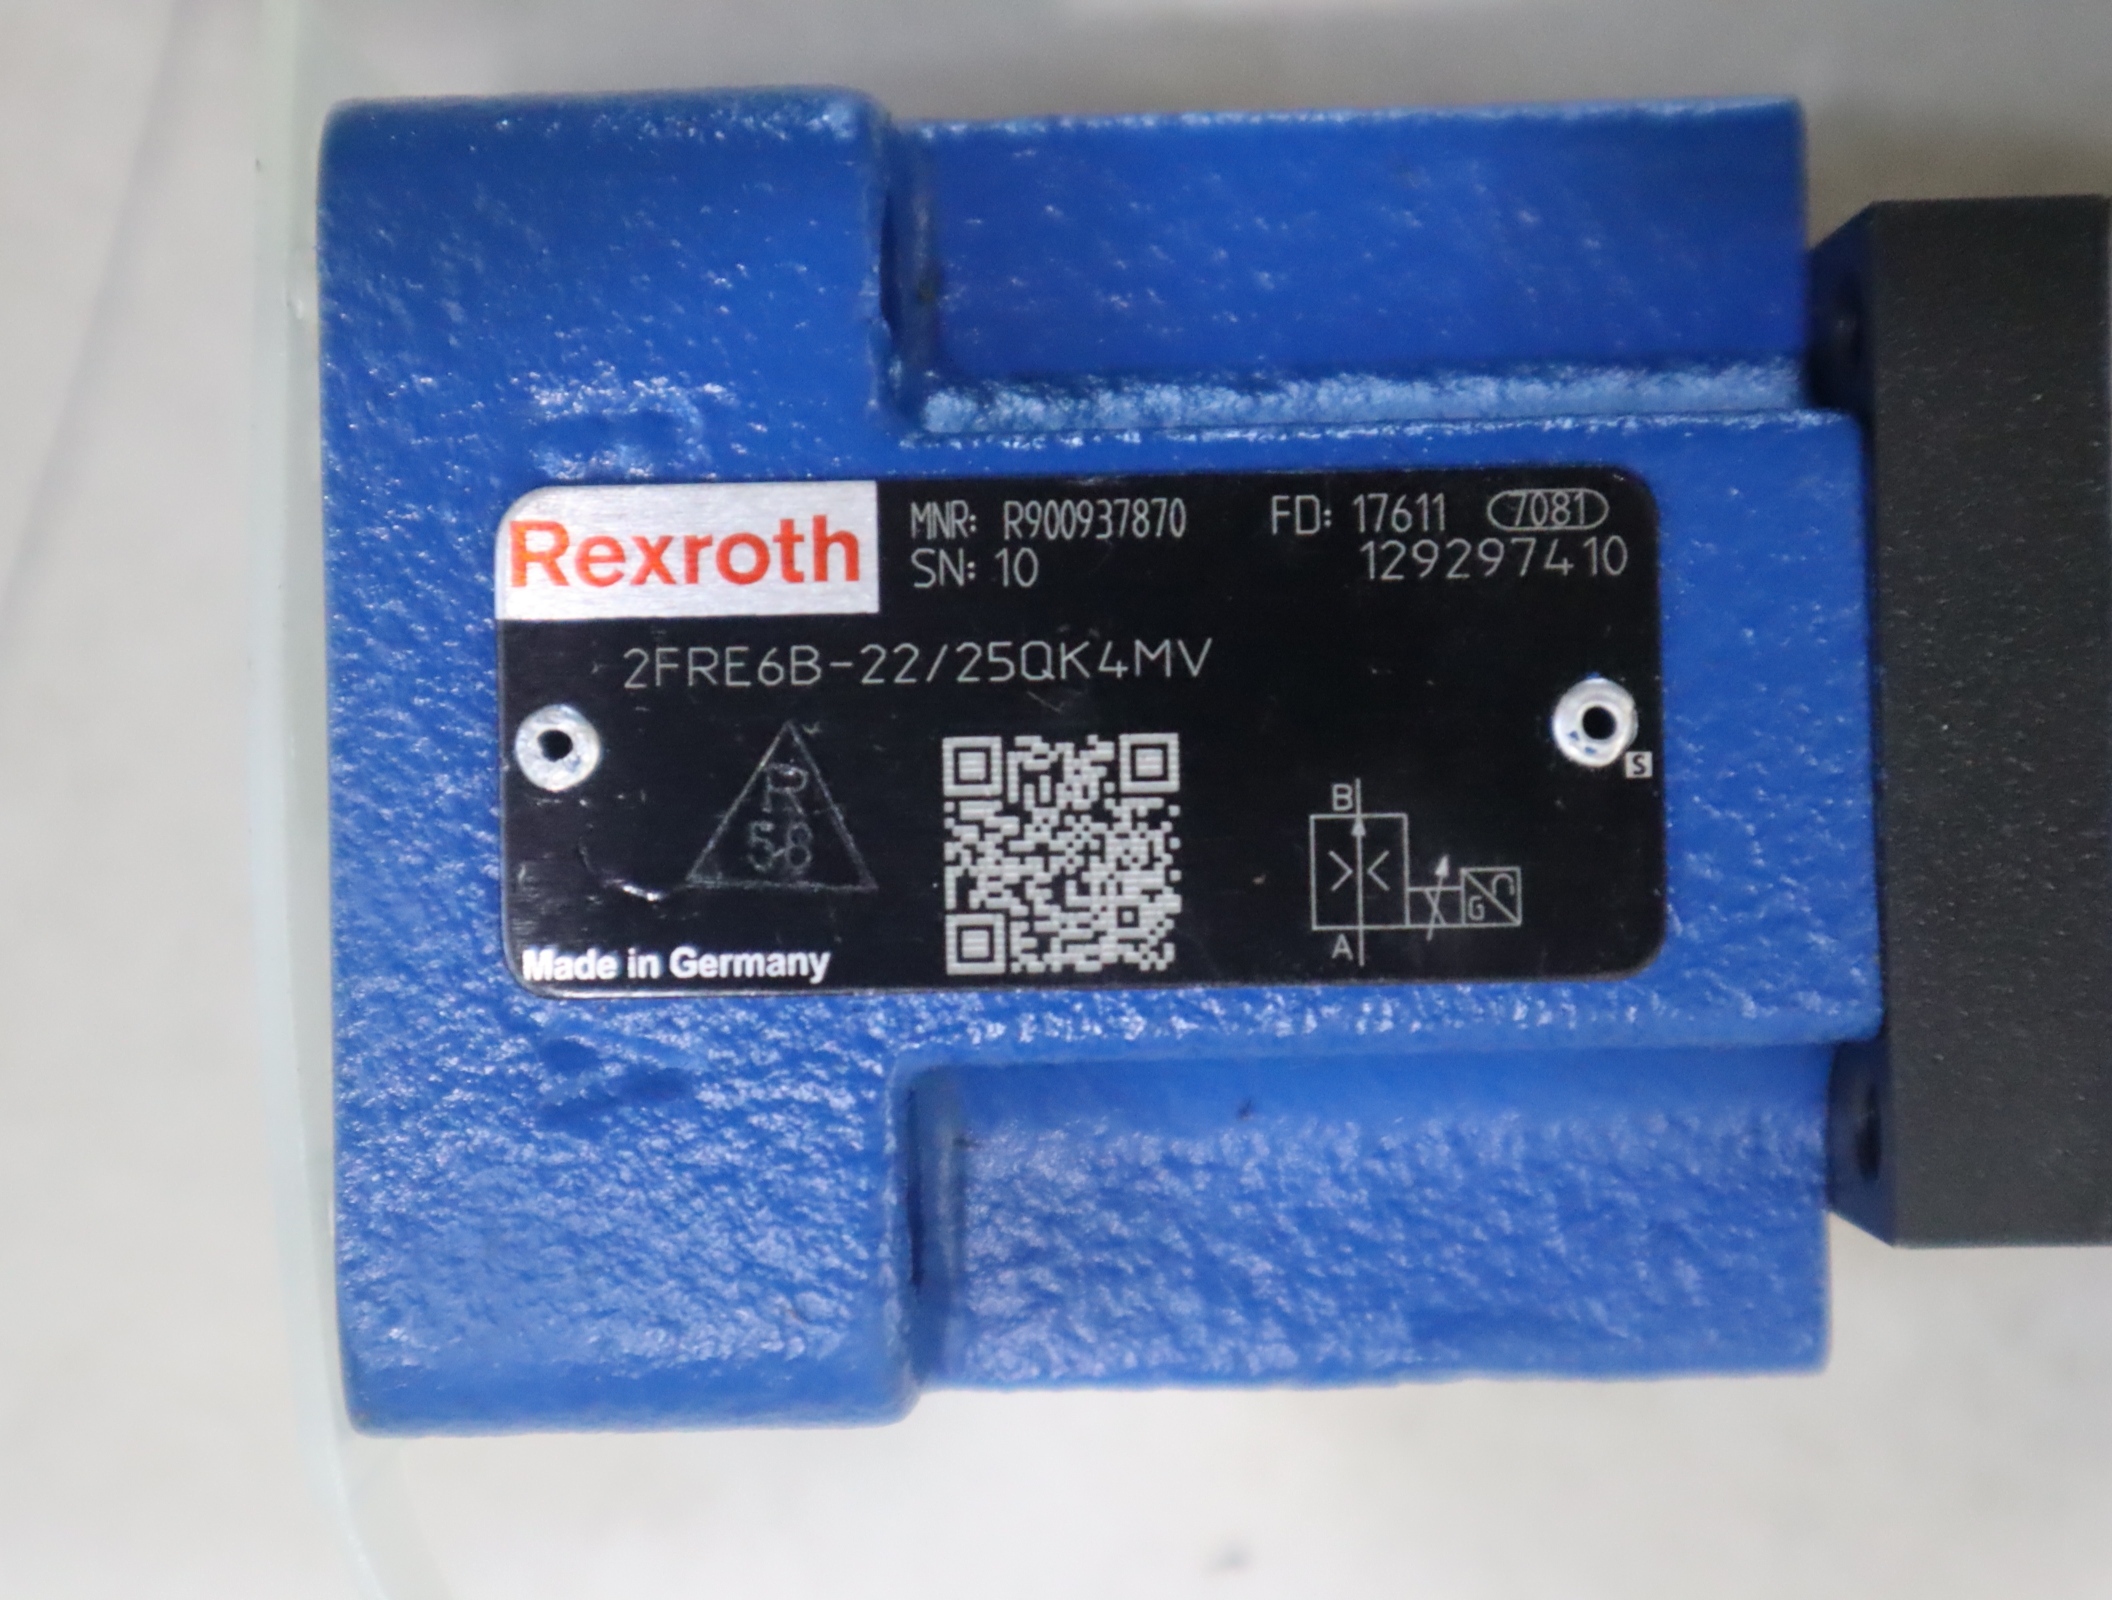 Rexroth
MNR: R900937870 FD: 17611 7081
SN: 10 129297410
2FRE6B-22/25QK4MV
R
58
S
B
G
A
Made in Germany